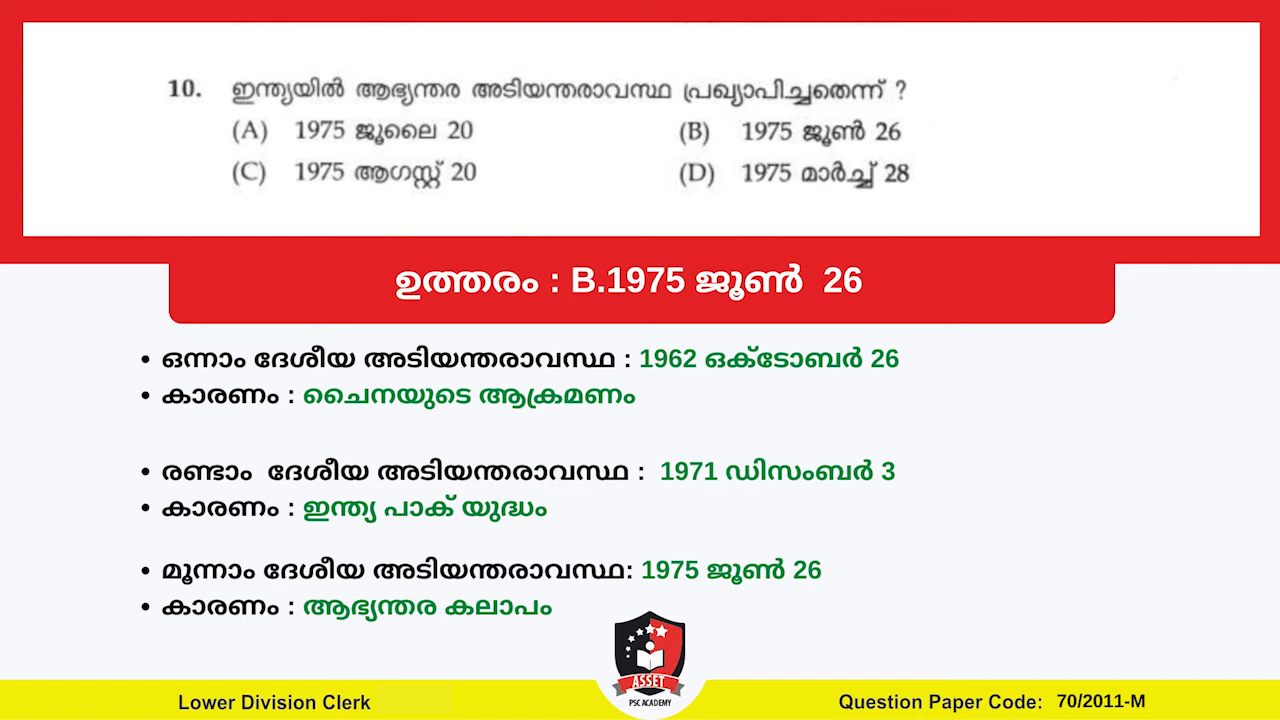 10. ഇന്ത്യയിൽ ആഭ്യന്തര അടിയന്തരാവസ്ഥ പ്രഖ്യാപിച്ചതെന്ന് ?
(A) 1975 ജൂലൈ 20 (B) 1975 ജൂൺ 26
(C) 1975 ആഗസ്റ്റ് 20 (D) 1975 മാർച്ച് 28
ഉത്തരം : B.1975 ജൂൺ 26
• ഒന്നാം ദേശീയ അടിയന്തരാവസ്ഥ : 1962 ഒക്ടോബർ 26
• കാരണം : ചൈനയുടെ ആക്രമണം
• രണ്ടാം ദേശീയ അടിയന്തരാവസ്ഥ : 1971 ഡിസംബർ 3
• കാരണം : ഇന്ത്യ പാക് യുദ്ധം
• മൂന്നാം ദേശീയ അടിയന്തരാവസ്ഥ: 1975 ജൂൺ 26
• കാരണം : ആഭ്യന്തര കലാപം
ASSET
PSC ACADEMY
Lower Division Clerk
Question Paper Code: 70/2011-M